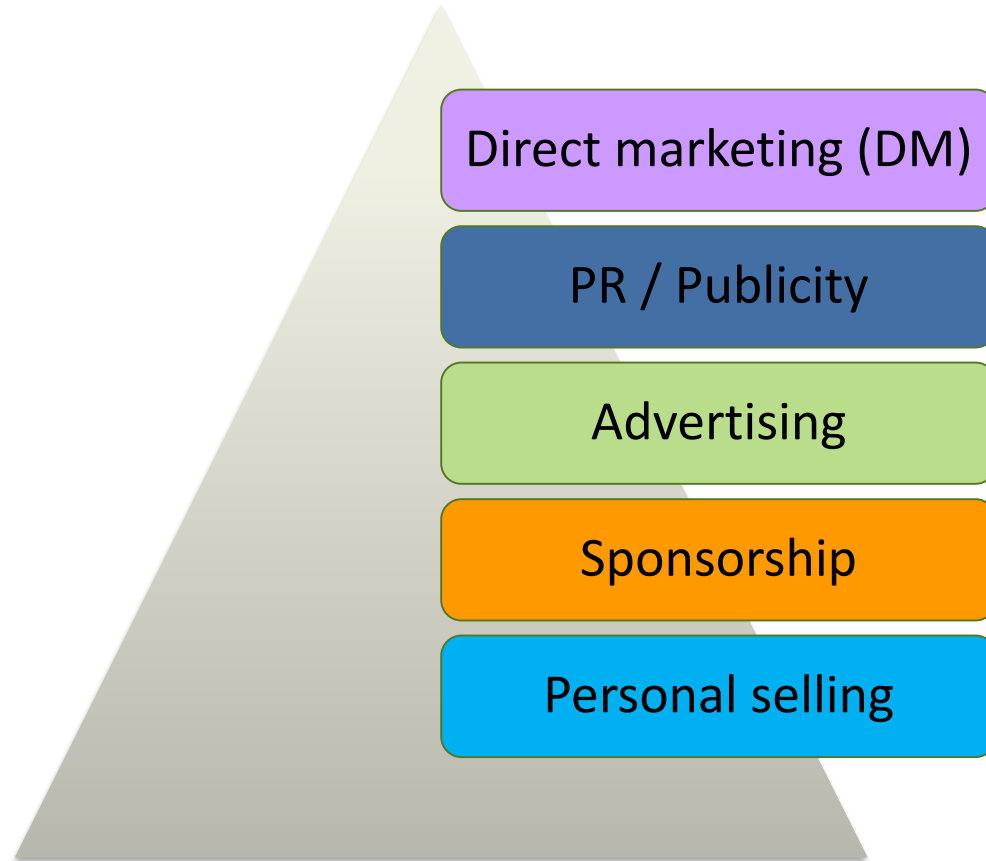 Direct marketing (DM)
PR / Publicity
Advertising
Sponsorship
Personal selling